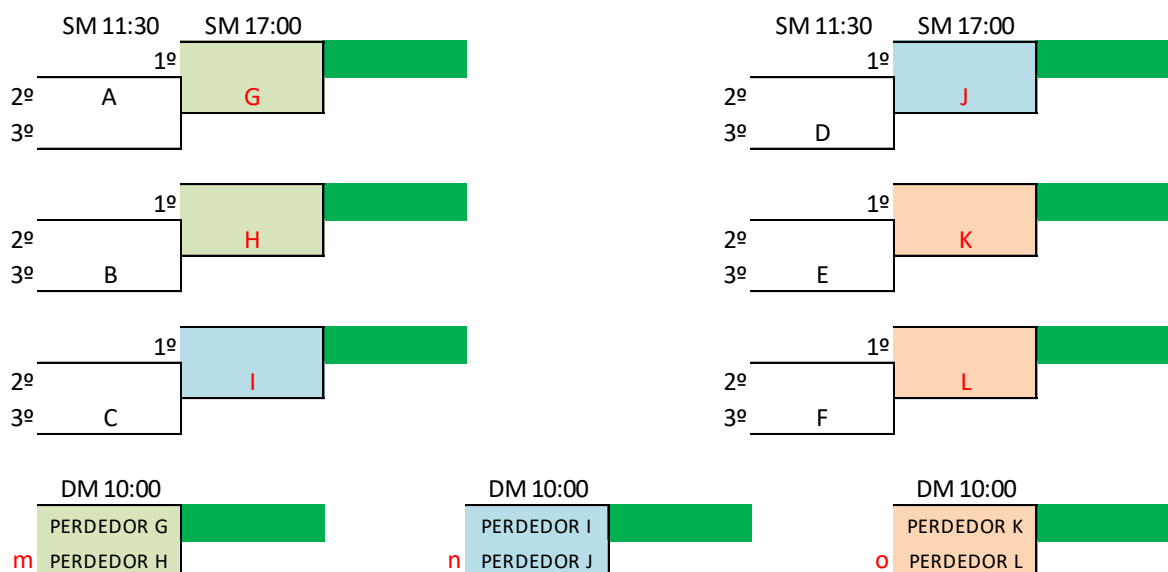 SM 11:30 SM 17:00 SM 11:30 SM 17:00
1º 1º
2º A G 2º J
3º 3º D
1º 1º
2º H 2º K
3º B 3º E
1º 1º
2º I 2º L
3º C 3º F
DM 10:00 DM 10:00 DM 10:00
PERDEDOR G PERDEDOR I PERDEDOR K
m PERDEDOR H n PERDEDOR J o PERDEDOR L